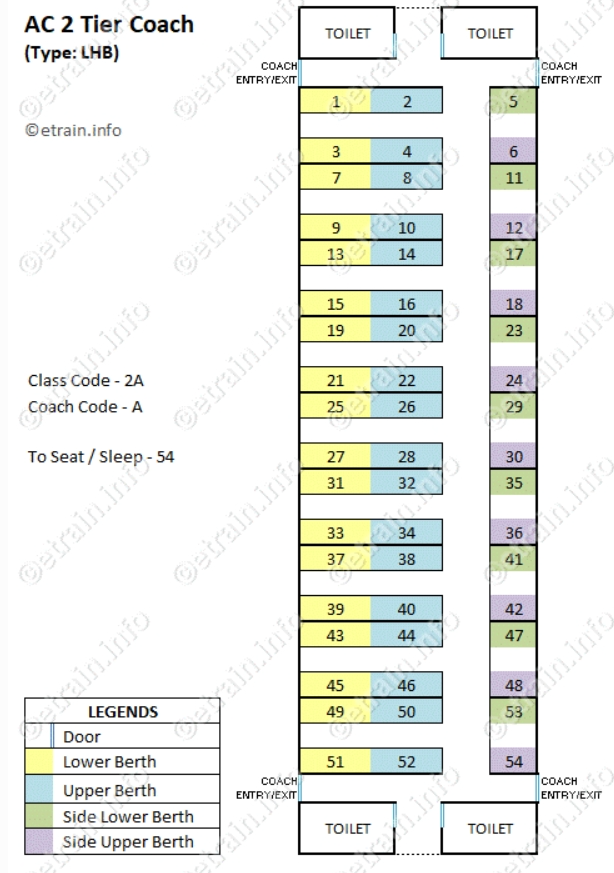 AC 2 Tier Coach
(Type: LHB)
©etrain.info
TOILET TOILET
COACH ENTRY/EXIT
COACH ENTRY/EXIT
1 2 5
3 4 6
7 8 11
9 10 12
13 14 17
15 16 18
19 20 23
Class Code - 2A
21 22 24
Coach Code - A
25 26 29
To Seat / Sleep - 54
27 28 30
31 32 35
33 34 36
37 38 41
39 40 42
43 44 47
45 46 48
49 50 53
51 52 54
COACH ENTRY/EXIT
COACH ENTRY/EXIT
TOILET TOILET
LEGENDS
Door
Lower Berth
Upper Berth
Side Lower Berth
Side Upper Berth
©etrain.info